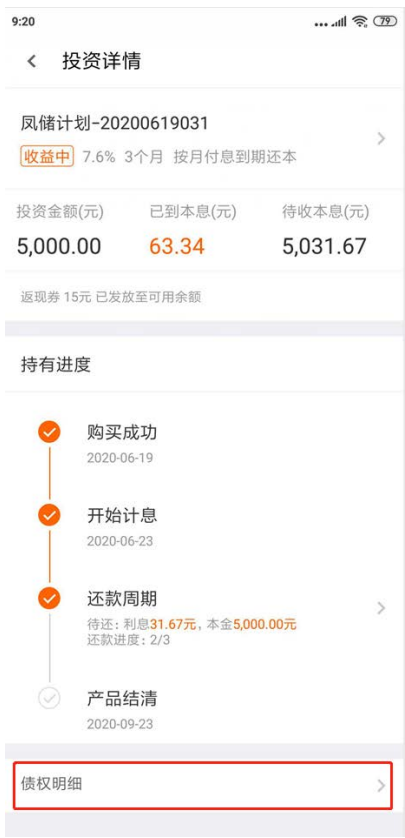 9:20
79
投资详情
凤储计划-20200619031
收益中 7.6% 3个月 按月付息到期还本
投资金额(元) 已到本息(元) 待收本息(元)
5,000.00 63.34 5,031.67
返现券 15元 已发放至可用余额
持有进度
购买成功
2020-06-19
开始计息
2020-06-23
还款周期
待还: 利息31.67元, 本金5,000.00元
还款进度: 2/3
产品结清
2020-09-23
债权明细